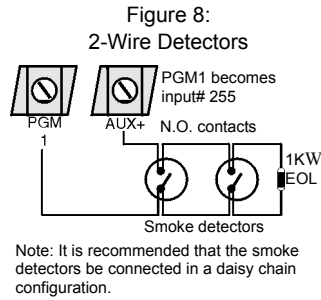 Figure 8:
2-Wire Detectors
PGM1 becomes
input# 255
PGM
1
AUX+
N.O. contacts
1KW
EOL
Smoke detectors
Note: It is recommended that the smoke
detectors be connected in a daisy chain
configuration.